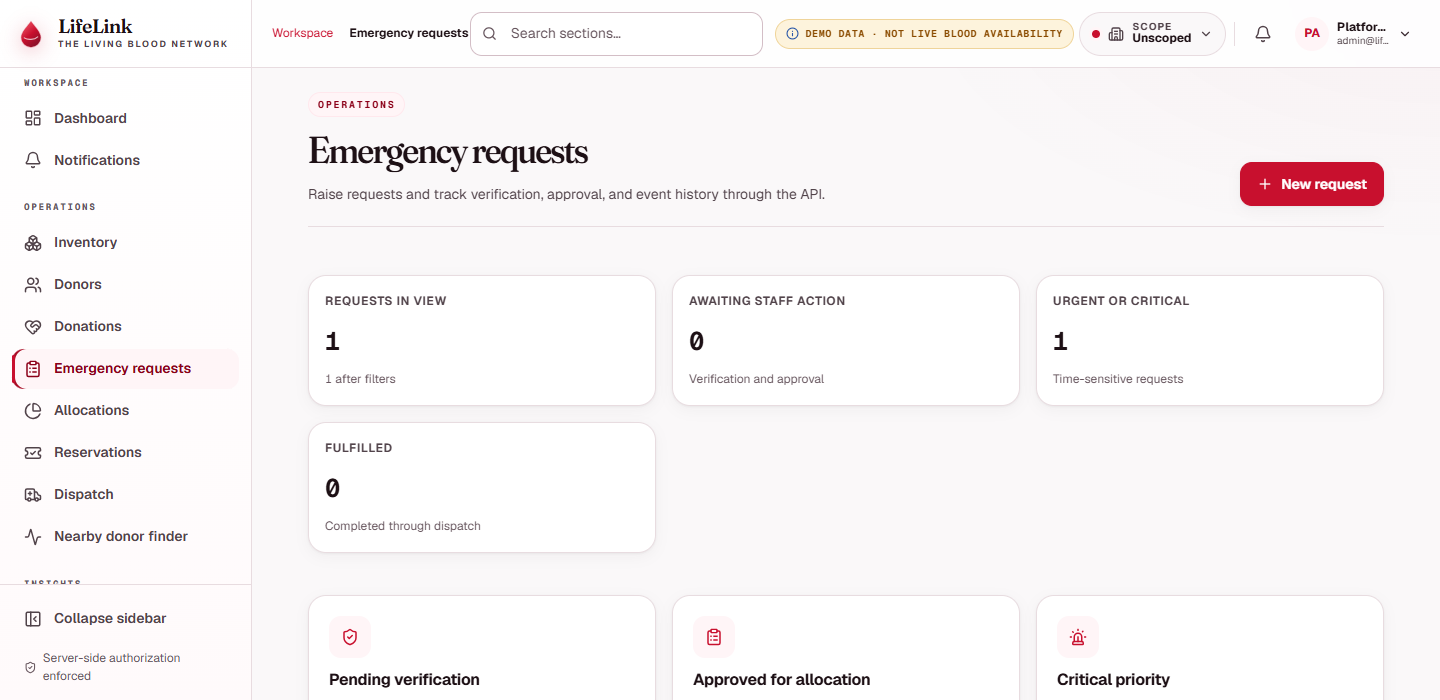 LifeLink
THE LIVING BLOOD NETWORK
Workspace
Emergency requests
Search sections...
DEMO DATA · NOT LIVE BLOOD AVAILABILITY
SCOPE
Unscoped
PA
Platfor...
admin@lif...
WORKSPACE
Dashboard
Notifications
OPERATIONS
Inventory
Donors
Donations
Emergency requests
Allocations
Reservations
Dispatch
Nearby donor finder
INSIGHTS
Collapse sidebar
Server-side authorization
enforced
OPERATIONS
Emergency requests
Raise requests and track verification, approval, and event history through the API.
New request
REQUESTS IN VIEW
1
1 after filters
AWAITING STAFF ACTION
0
Verification and approval
URGENT OR CRITICAL
1
Time-sensitive requests
FULFILLED
0
Completed through dispatch
Pending verification
Approved for allocation
Critical priority